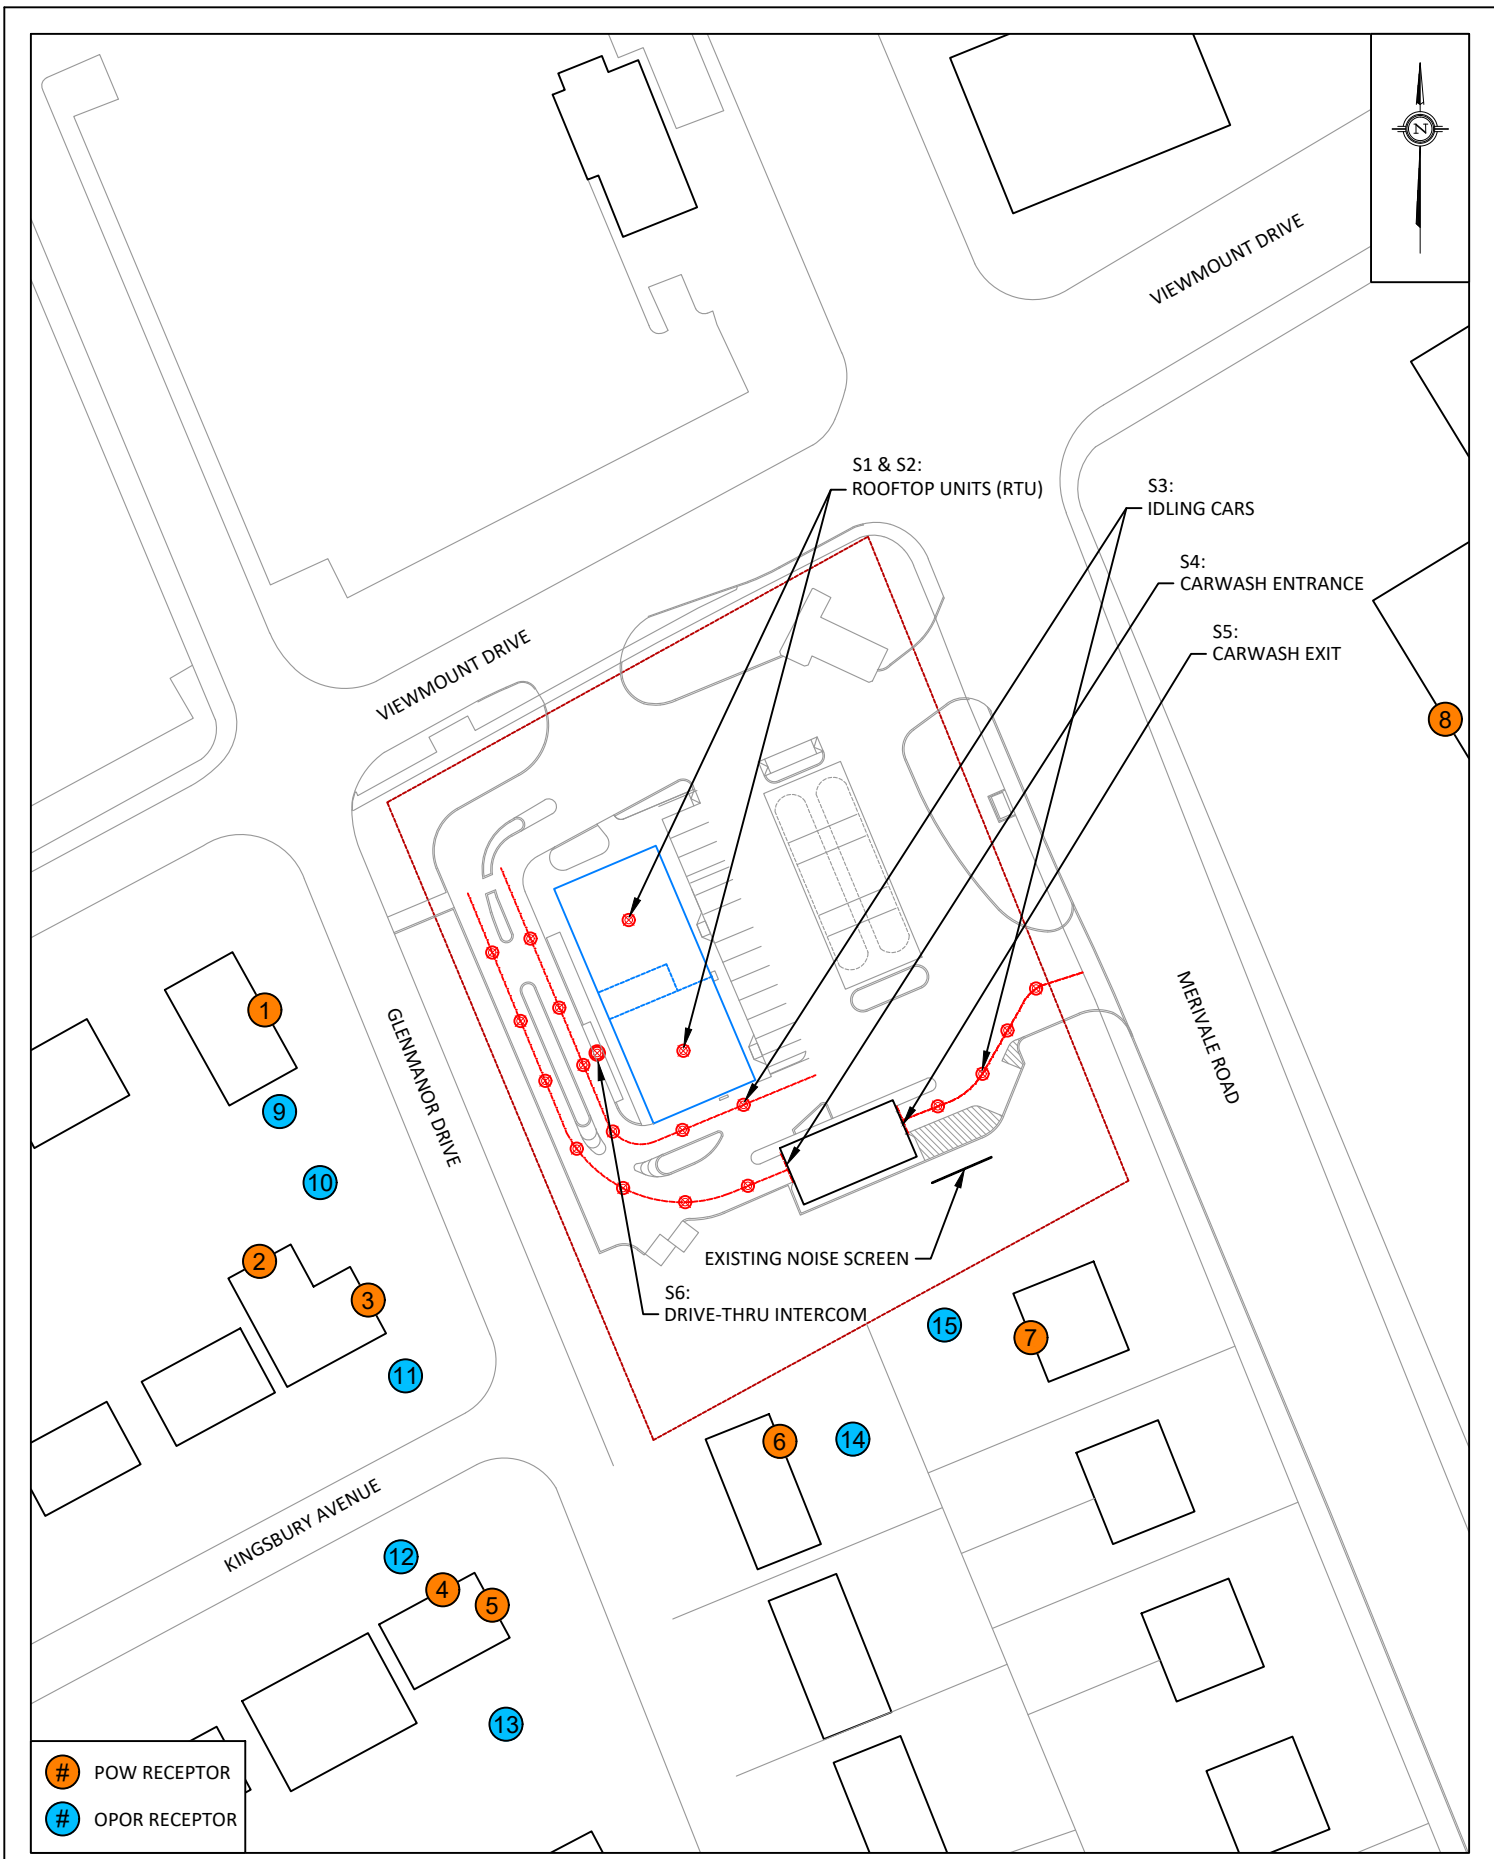 N
VIEWMOUNT DRIVE
S1 & S2:
ROOFTOP UNITS (RTU)
S3:
IDLING CARS
S4:
CARWASH ENTRANCE
S5:
CARWASH EXIT
VIEWMOUNT DRIVE
8
1
GLENMANOR DRIVE
MERIVALE ROAD
9
10
2
3
EXISTING NOISE SCREEN
S6:
DRIVE-THRU INTERCOM
15
7
11
6
14
KINGSBURY AVENUE
12
4
5
13
# POW RECEPTOR
# OPOR RECEPTOR